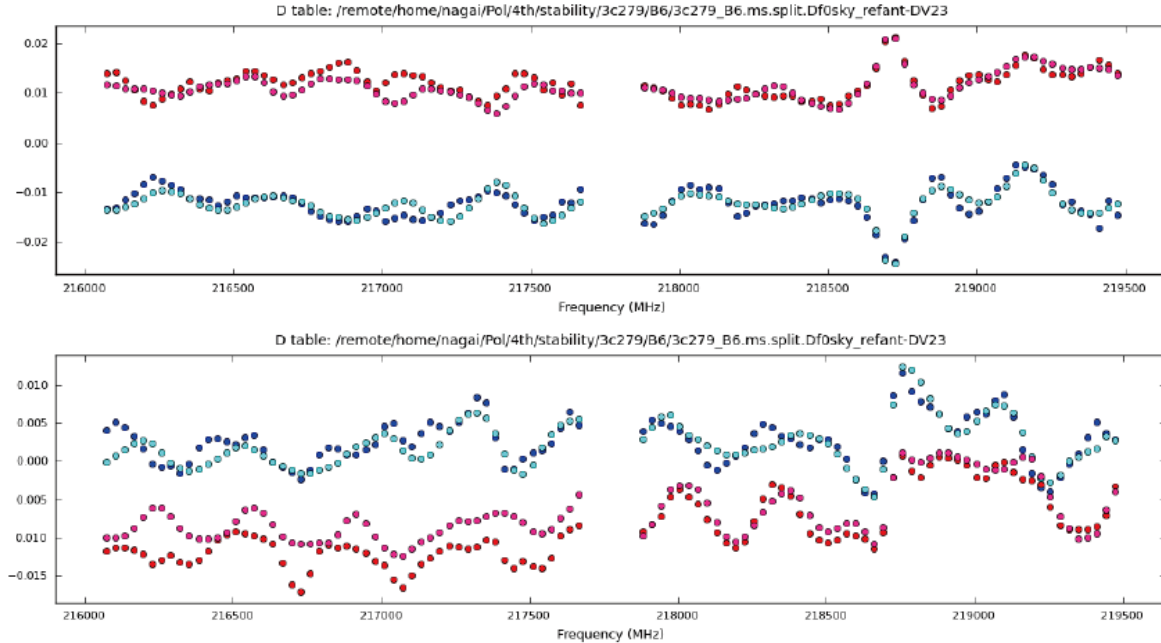 D table: /remote/home/nagai/Pol/4th/stability/3c279/B6/3c279_B6.ms.split.Df0sky_refant-DV23
0.02
0.01
0.00
−0.01
−0.02
216000 216500 217000 217500 218000 218500 219000 219500
Frequency (MHz)
D table: /remote/home/nagai/Pol/4th/stability/3c279/B6/3c279_B6.ms.split.Df0sky_refant-DV23
0.010
0.005
0.000
0.005
0.010
−0.015
216000 216500 217000 217500 218000 218500 219000 219500
Frequency (MHz)